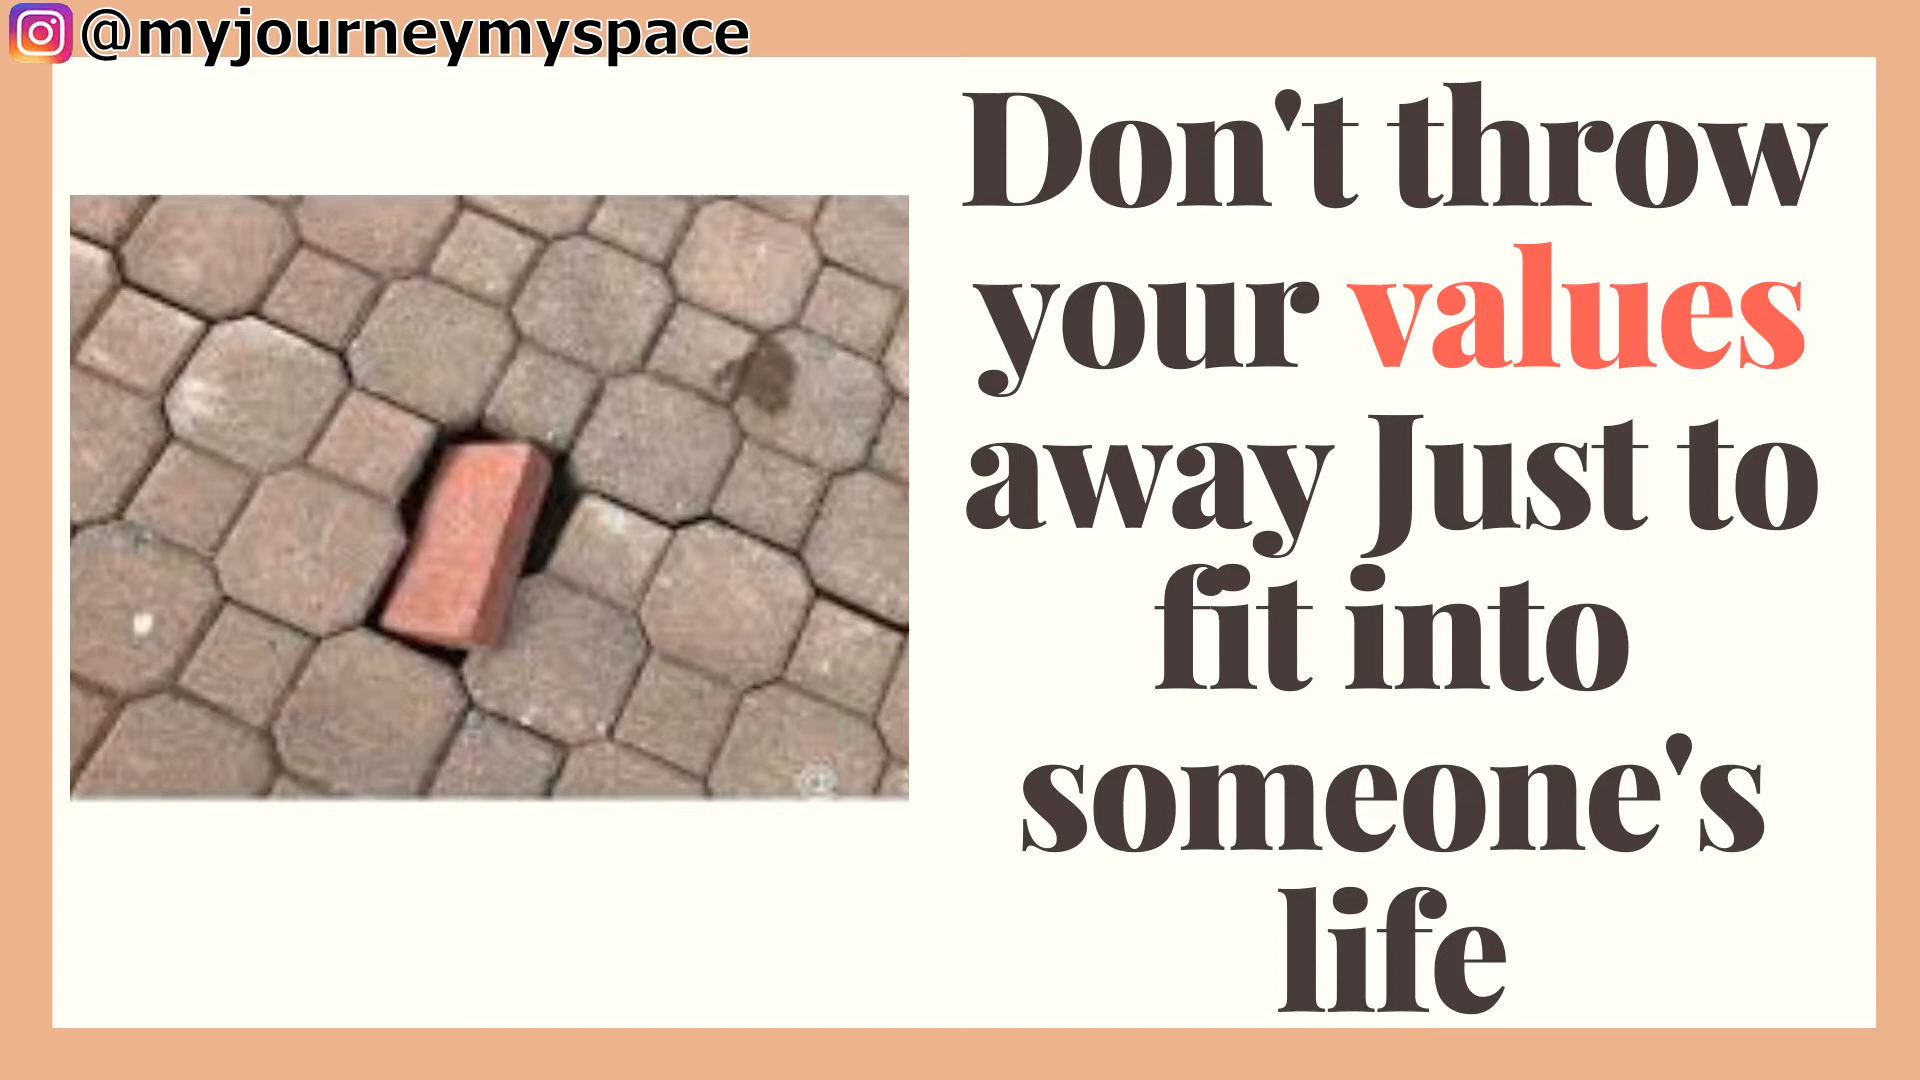 @myjourneymyspace
Don't throw
your values
away Just to
fit into
someone's
life